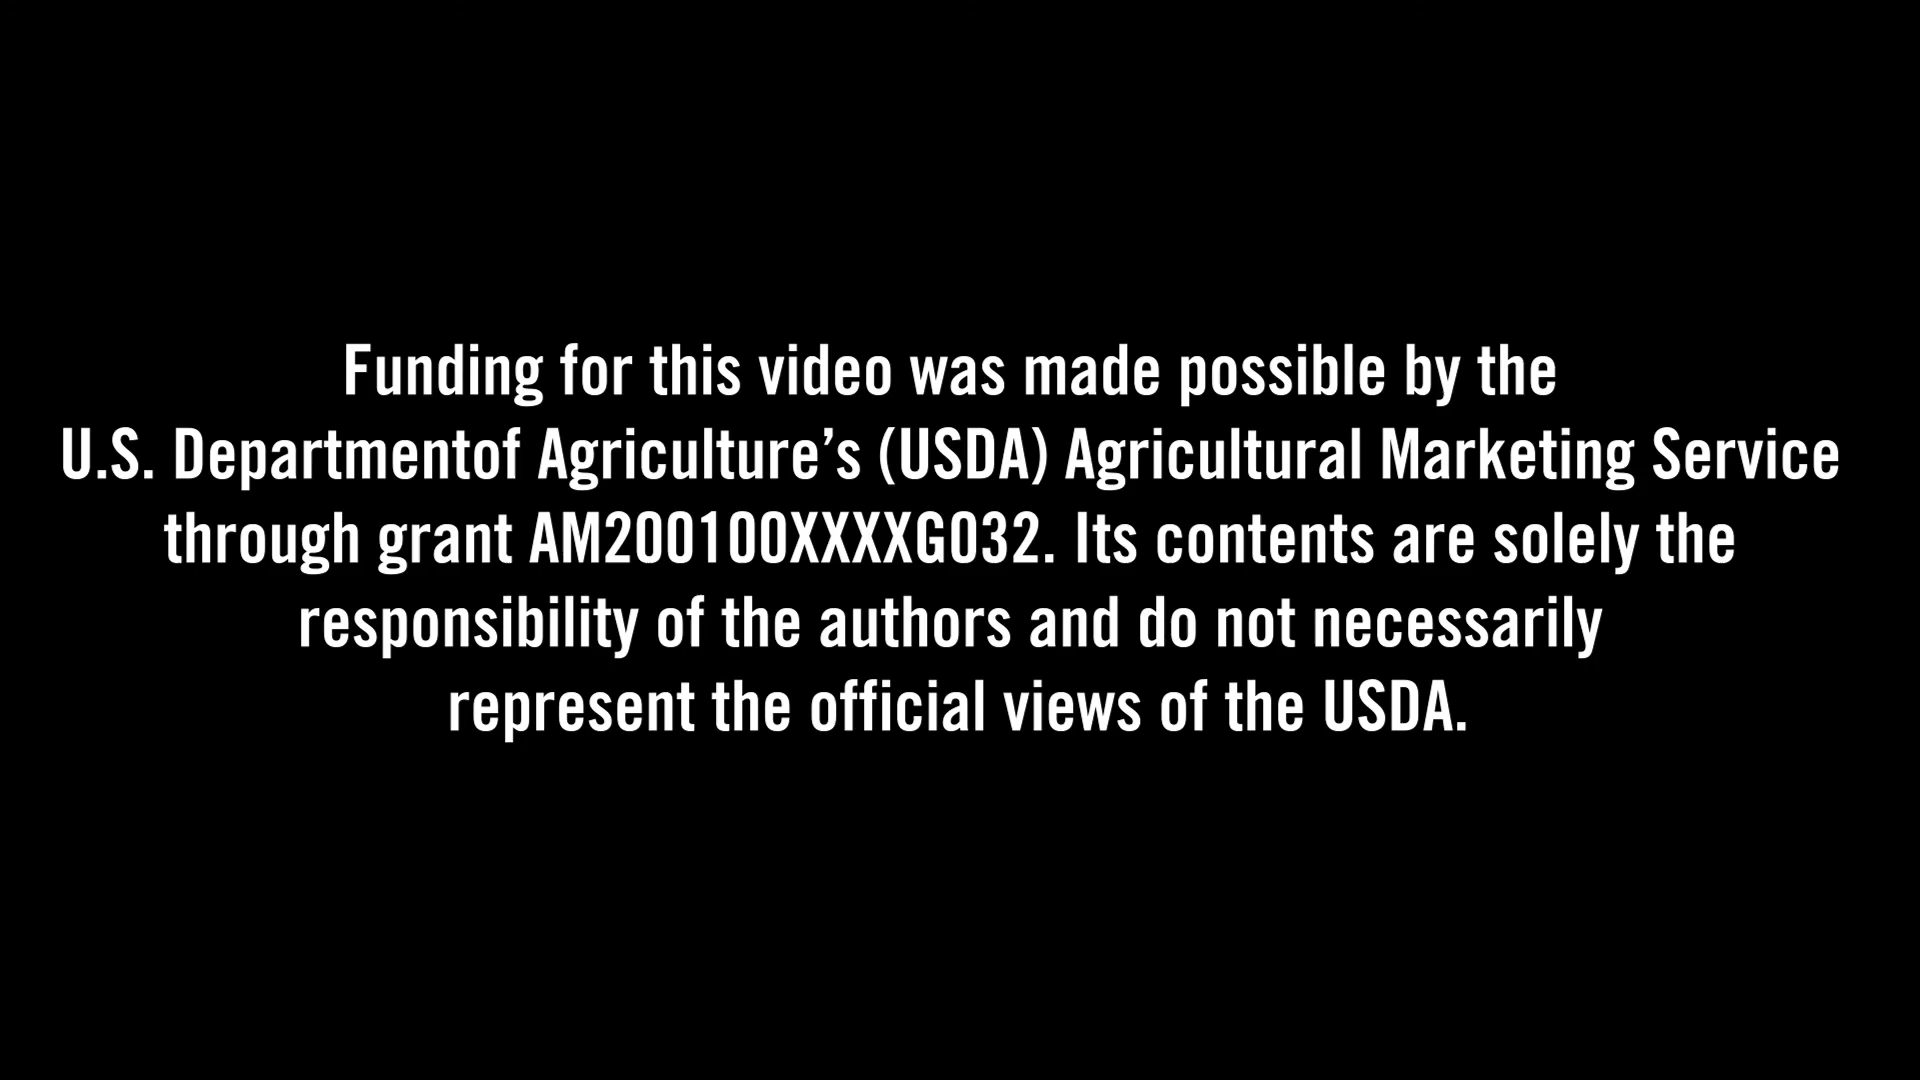 Funding for this video was made possible by the
U.S. Departmentof Agriculture’s (USDA) Agricultural Marketing Service
through grant AM200100XXXXG032. Its contents are solely the
responsibility of the authors and do not necessarily
represent the official views of the USDA.